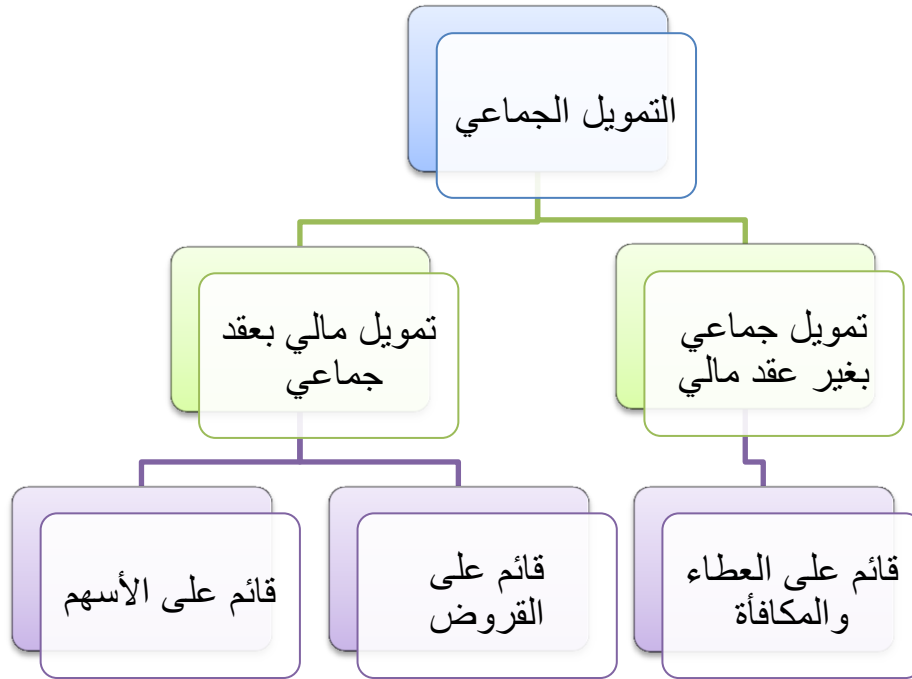 التمويل الجماعي
تمويل جماعي
بغير عقد مالي
تمويل مالي بعقد
جماعي
قائم على العطاء
والمكافأة
قائم على
القروض
قائم على الأسهم